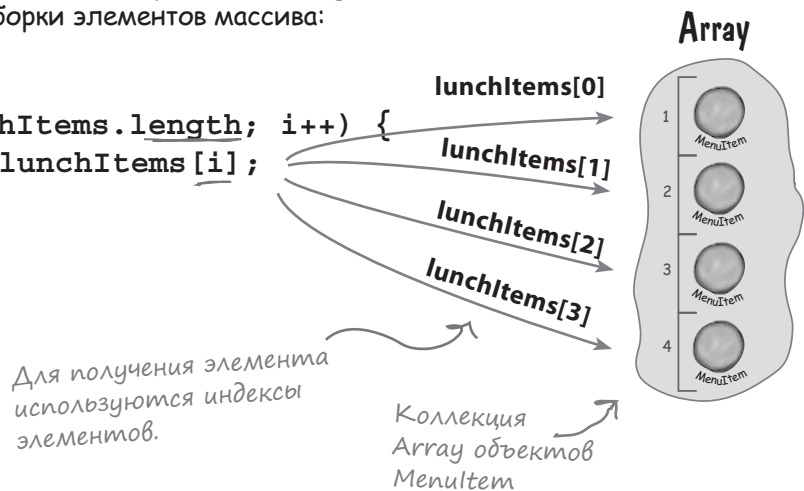 борки элементов массива:
Array
hItems.length; i++) {
lunchItems[i];
lunchItems[0]
lunchItems[1]
lunchItems[2]
lunchItems[3]
1
MenuItem
2
MenuItem
3
MenuItem
4
MenuItem
Для получения элемента
используются индексы
элементов.
Коллекция
Array объектов
MenuItem